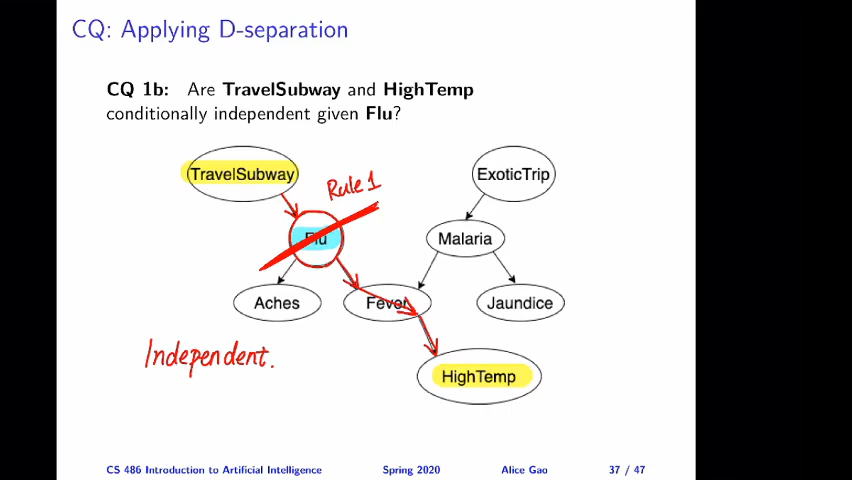 CQ: Applying D-separation
CQ 1b: Are TravelSubway and HighTemp
conditionally independent given Flu?
TravelSubway
Rule 1
ExoticTrip
Flu
Malaria
Aches
Fever
Jaundice
Independent.
HighTemp
CS 486 Introduction to Artificial Intelligence Spring 2020 Alice Gao 37 / 47